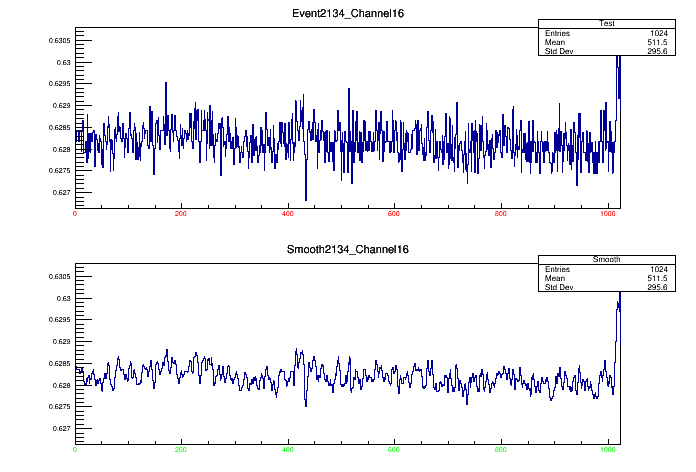 Event2134_Channel16
Test
Entries 1024
Mean 511.5
Std Dev 295.6
0.6305
0.63
0.6295
0.629
0.6285
0.628
0.6275
0.627
0 200 400 600 800 1000
Smooth2134_Channel16
Smooth
Entries 1024
Mean 511.5
Std Dev 295.6
0.6305
0.63
0.6295
0.629
0.6285
0.628
0.6275
0.627
0 200 400 600 800 1000